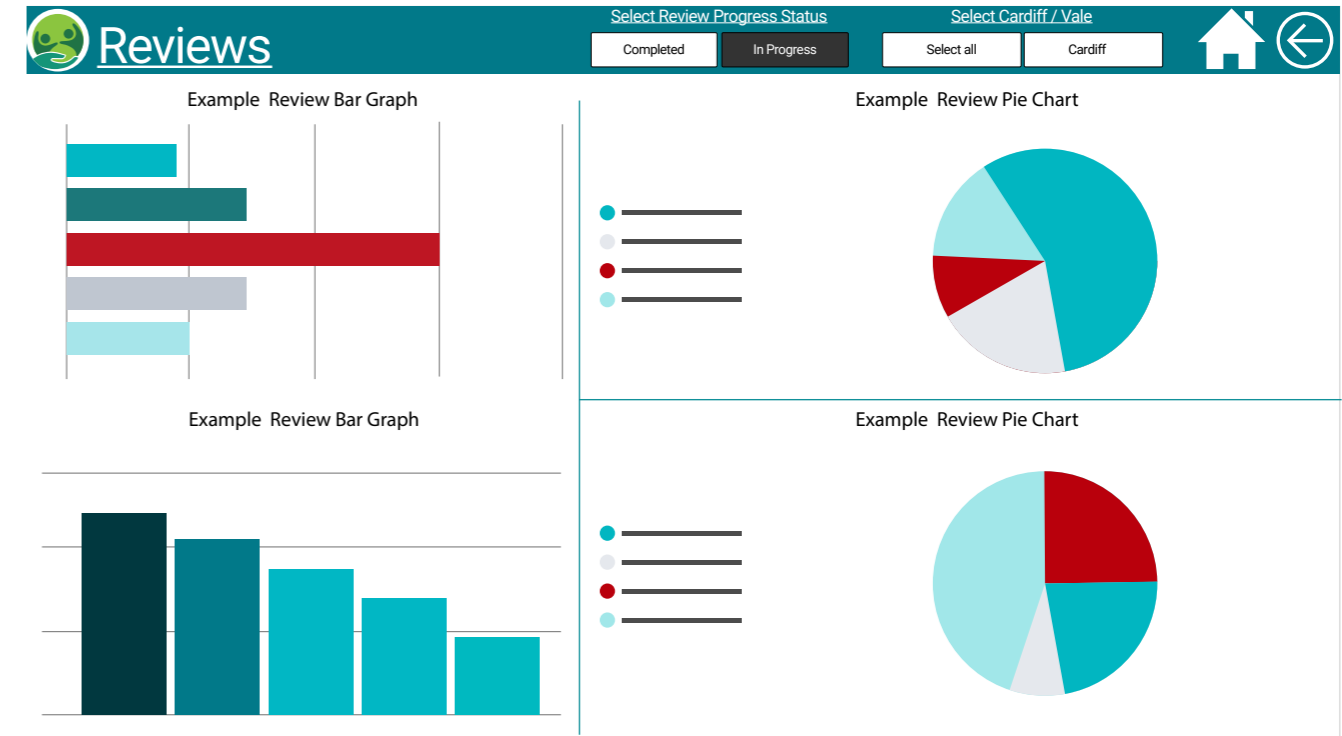 Reviews
Select Review Progress Status
Completed
In Progress
Select Cardiff / Vale
Select all
Cardiff
Example Review Bar Graph
Example Review Pie Chart
Example Review Bar Graph
Example Review Pie Chart